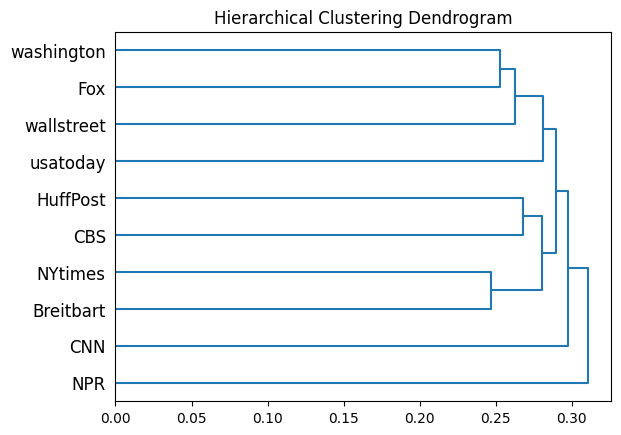 Hierarchical Clustering Dendrogram
washington
Fox
wallstreet
usatoday
HuffPost
CBS
NYtimes
Breitbart
CNN
NPR
0.00 0.05 0.10 0.15 0.20 0.25 0.30